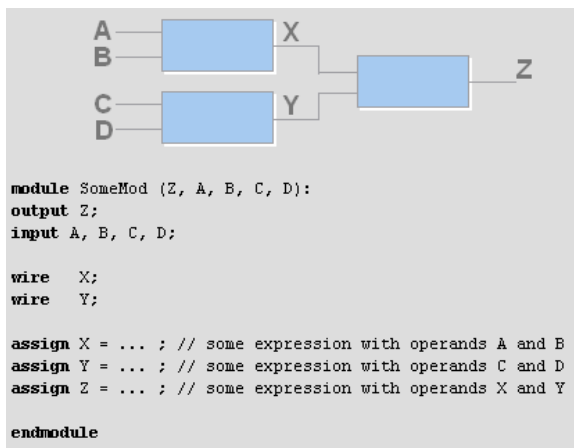 A
B
X
C
D
Y
Z
module SomeMod (Z, A, B, C, D):
output Z;
input A, B, C, D;
wire X;
wire Y;
assign X = ... ; // some expression with operands A and B
assign Y = ... ; // some expression with operands C and D
assign Z = ... ; // some expression with operands X and Y
endmodule